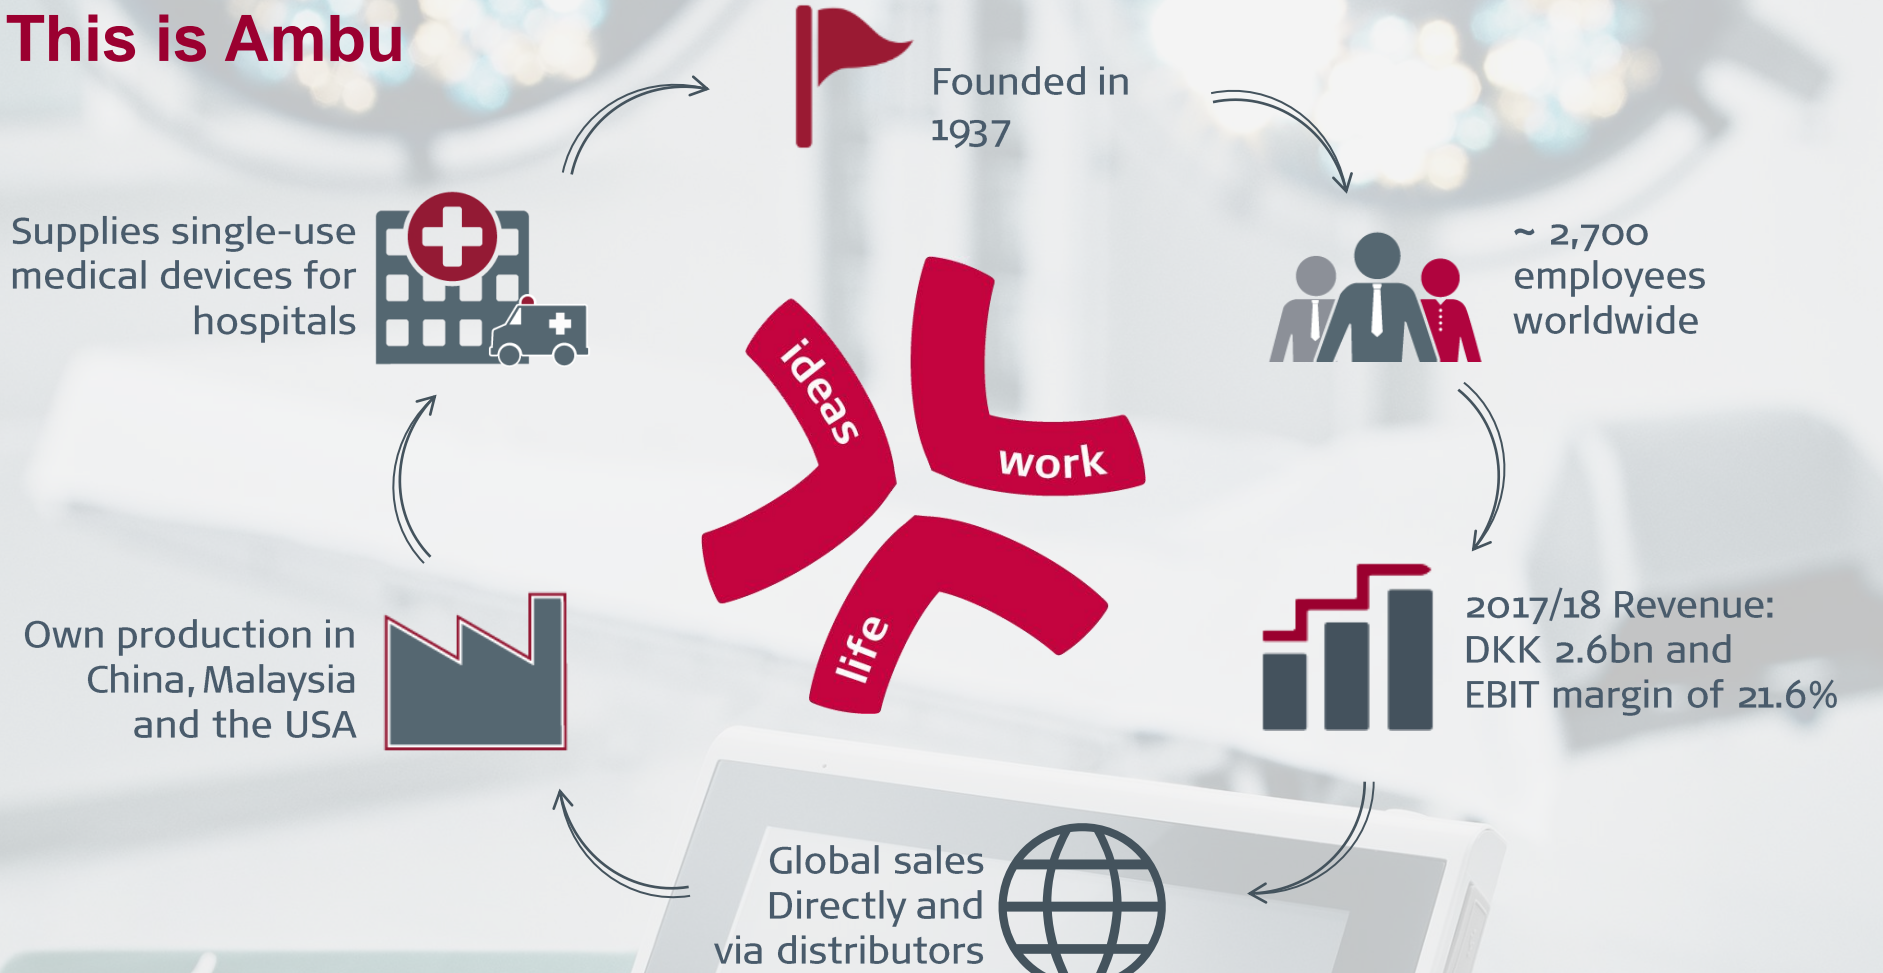 This is Ambu
Founded in
1937
~ 2,700
employees
worldwide
2017/18 Revenue:
DKK 2.6bn and
EBIT margin of 21.6%
Global sales
Directly and
via distributors
Own production in
China, Malaysia
and the USA
Supplies single-use
medical devices for
hospitals
ideas
work
life